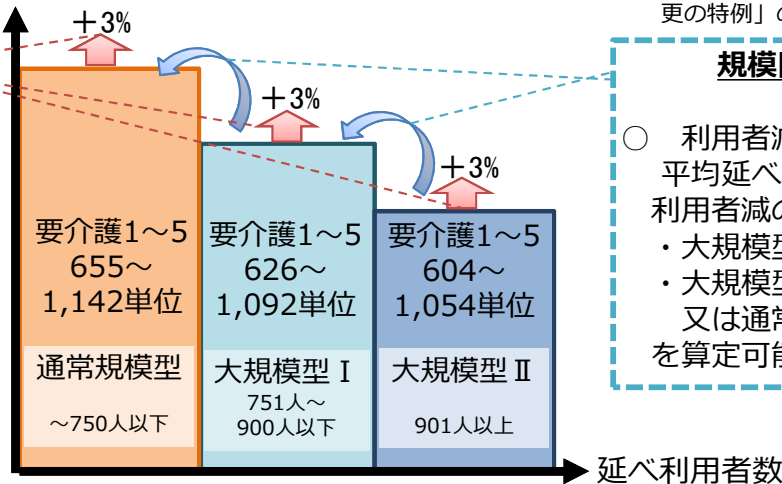 +3%
+3%
+3%
要介護1～5
655～
1,142単位
通常規模型
～750人以下
要介護1～5
626～
1,092単位
大規模型Ⅰ
751人～
900人以下
要介護1～5
604～
1,054単位
大規模型Ⅱ
901人以上
延べ利用者数
更の特例」の
規模
○ 利用者減
平均延べ
利用者減の
・大規模型
・大規模型
又は通常
を算定可能